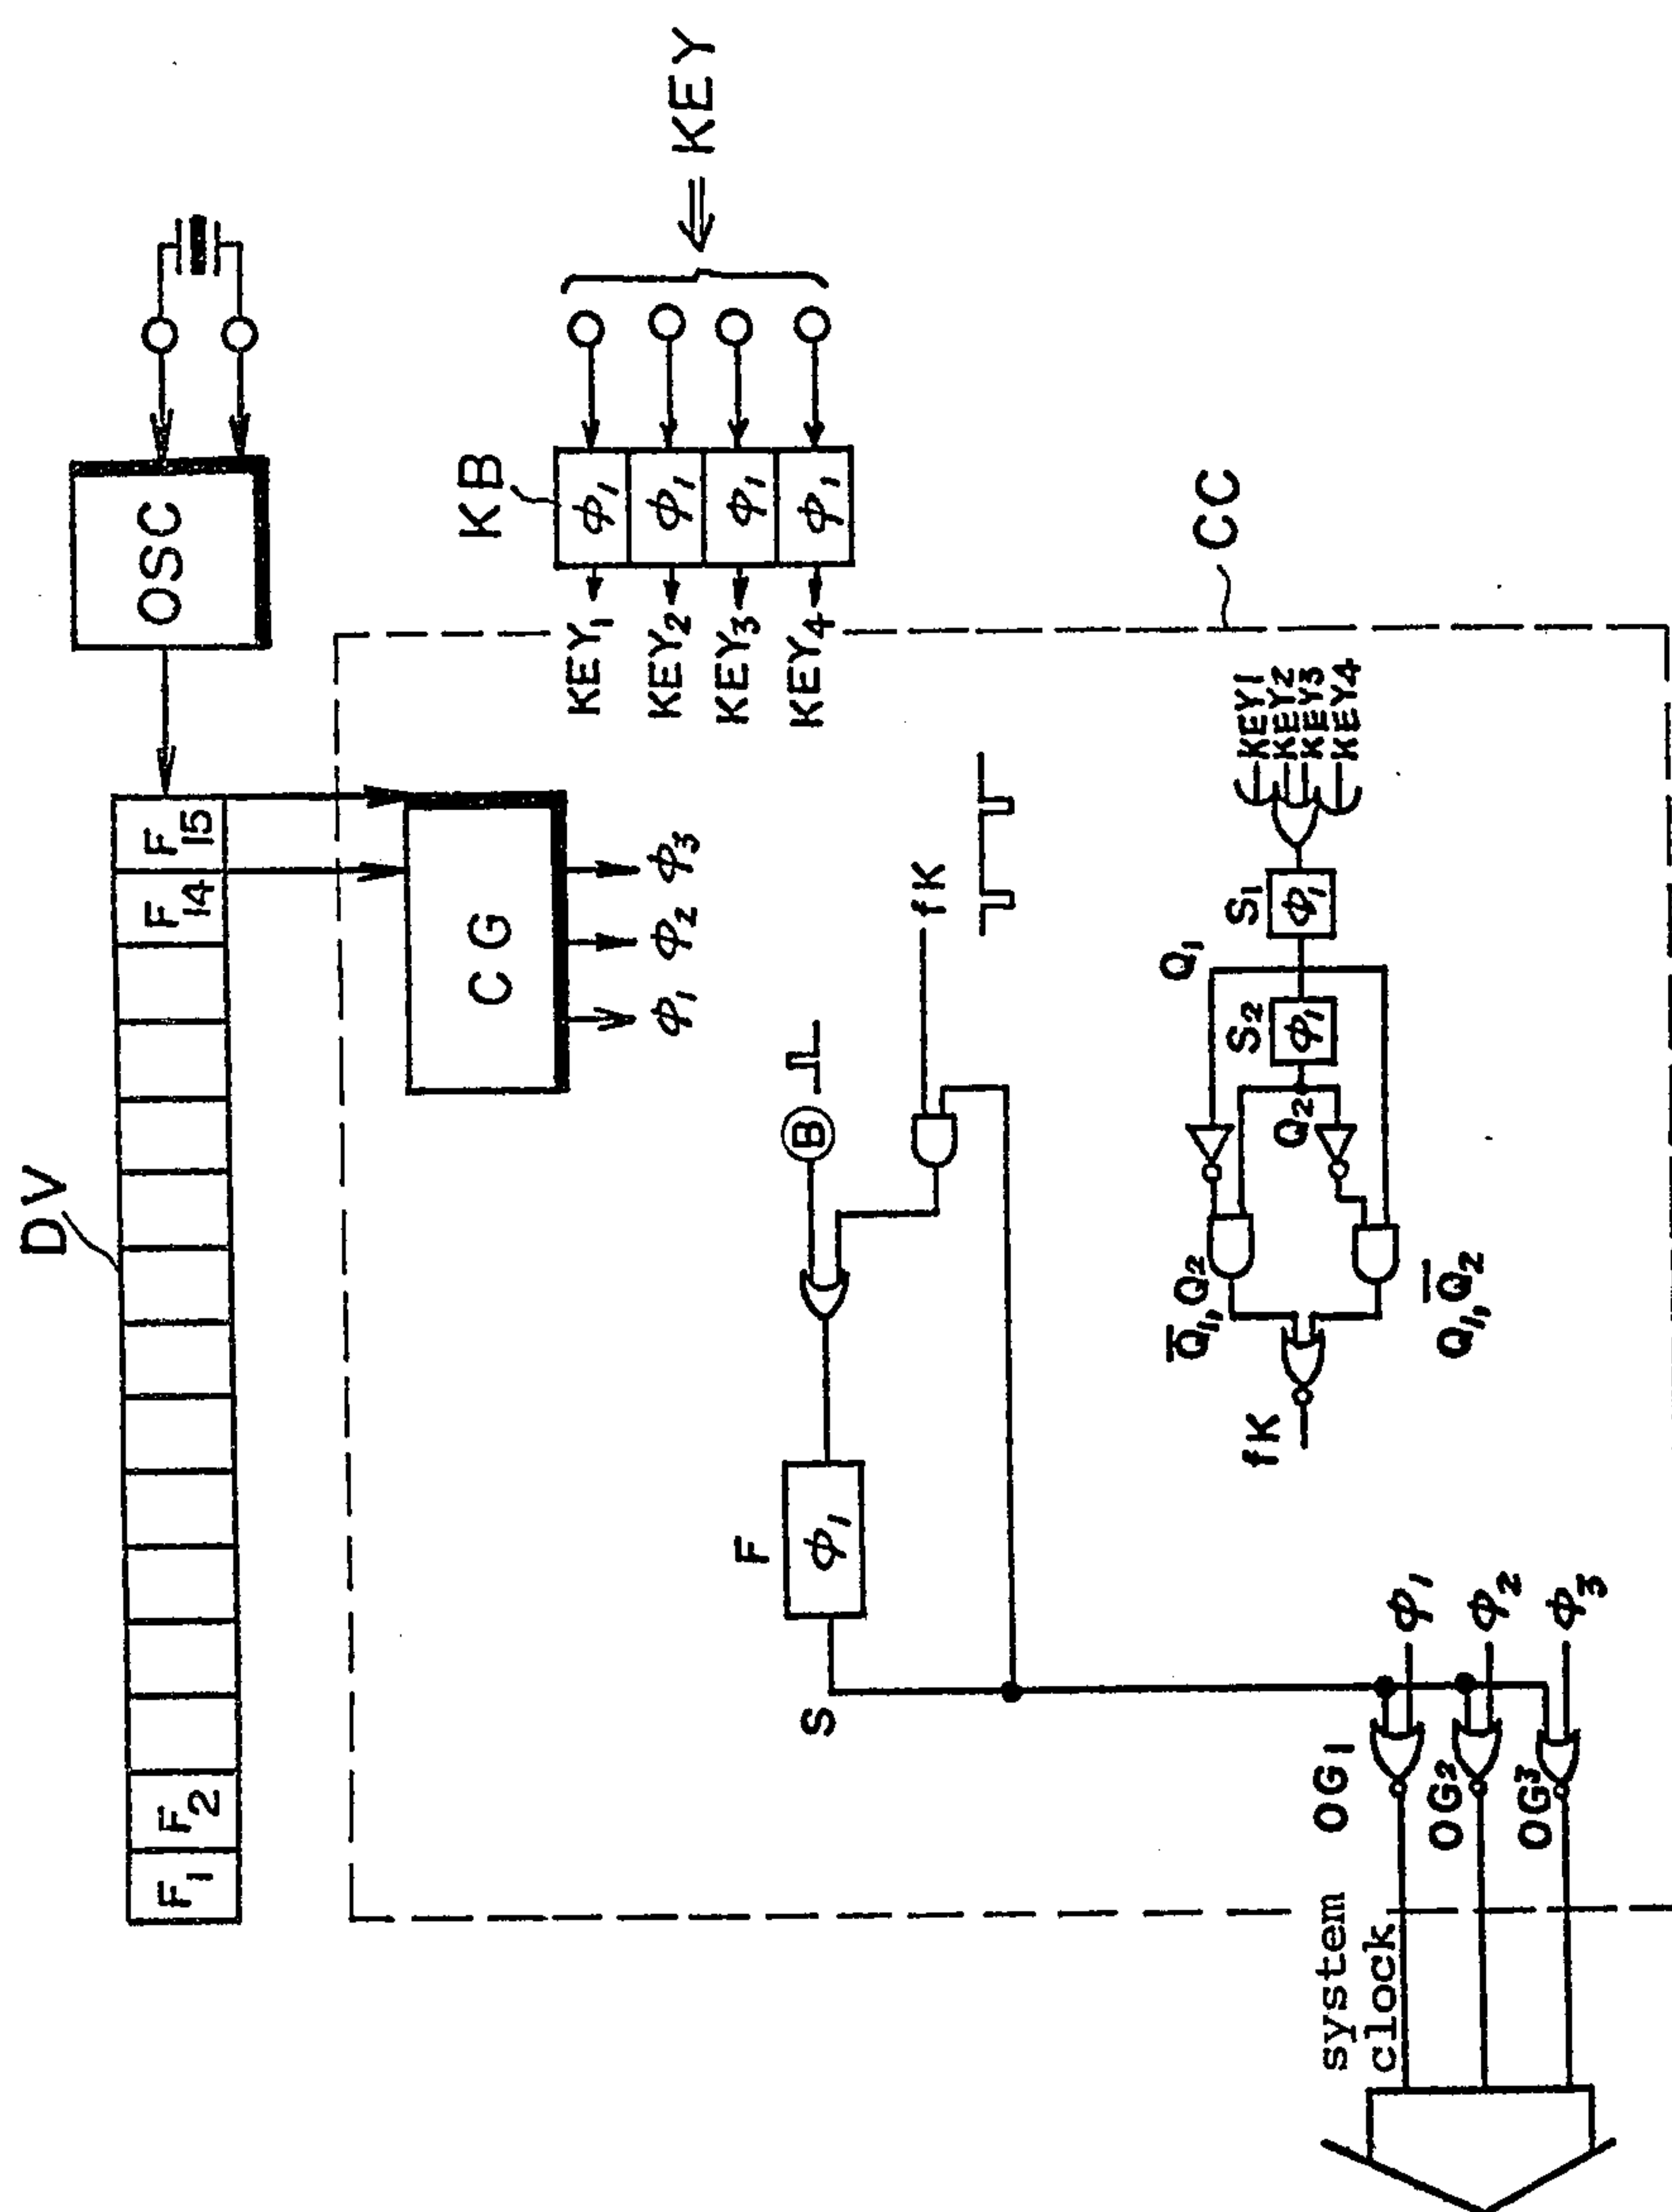 DV
F1
F2
F14
F15
OSC
KB
φ1
φ1
φ1
φ1
KEY1
KEY2
KEY3
KEY4
KEY
CG
φ1
φ2
φ3
CC
B
fK
F
φ1
S
KEY1
KEY2
KEY3
KEY4
S1
φ1
Q1
S2
φ1
Q2
Q̅1, Q2
Q1, Q̅2
fK
φ1
φ2
φ3
OG1
OG2
OG3
system
clock